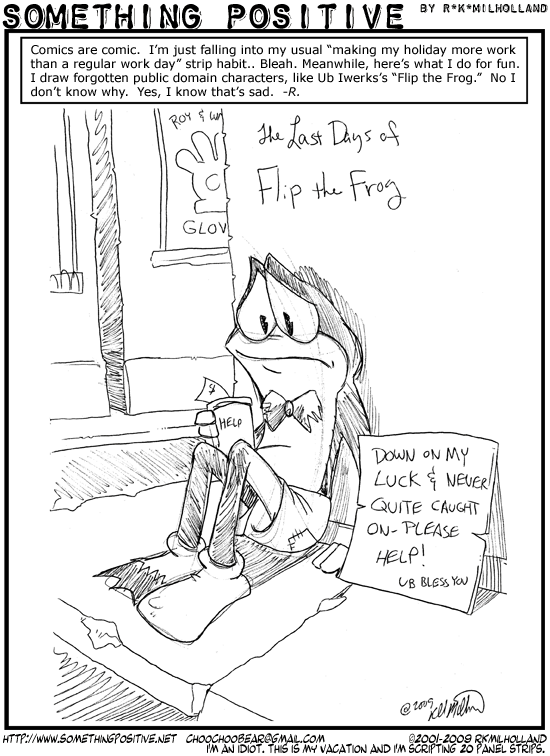 SOMETHING POSITIVE BY R*K*MILHOLLAND
Comics are comic. I'm just falling into my usual "making my holiday more work
than a regular work day" strip habit.. Bleah. Meanwhile, here's what I do for fun.
I draw forgotten public domain characters, like Ub Iwerks's "Flip the Frog." No I
don't know why. Yes, I know that's sad. -R.
ROY &
GLOV
The Last Days of
Flip the Frog
$
HELP
DOWN ON MY
LUCK & NEVER
QUITE CAUGHT
ON-PLEASE
HELP!
UB BLESS YOU
©2009
HTTP://WWW.SOMETHINGPOSITIVE.NET CHOOCHOOBEAR@GMAIL.COM ©2001-2009 RKMILHOLLAND
I'M AN IDIOT. THIS IS MY VACATION AND I'M SCRIPTING 20 PANEL STRIPS.